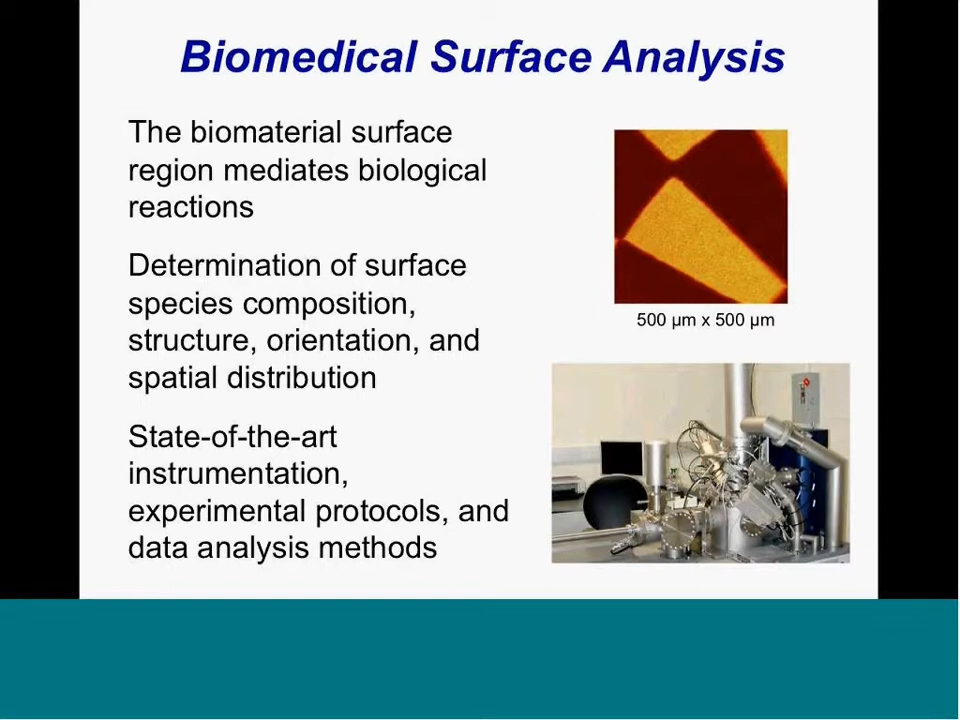 Biomedical Surface Analysis
The biomaterial surface
region mediates biological
reactions
500 µm x 500 µm
Determination of surface
species composition,
structure, orientation, and
spatial distribution
State-of-the-art
instrumentation,
experimental protocols, and
data analysis methods